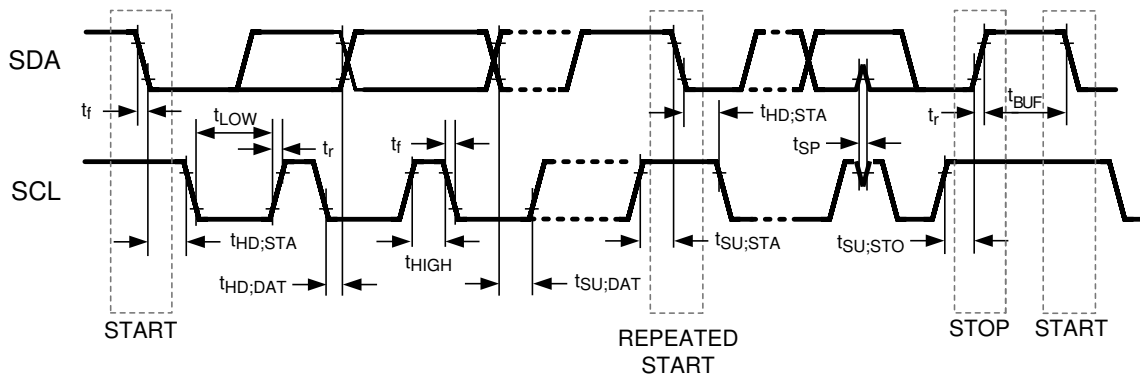 SDA
tf
tLOW
tr
tf
tHD;STA
tSP
tr
tBUF
SCL
tHD;STA
tHD;DAT
tHIGH
tSU;DAT
tSU;STA
tSU;STO
START
REPEATED
START
STOP
START